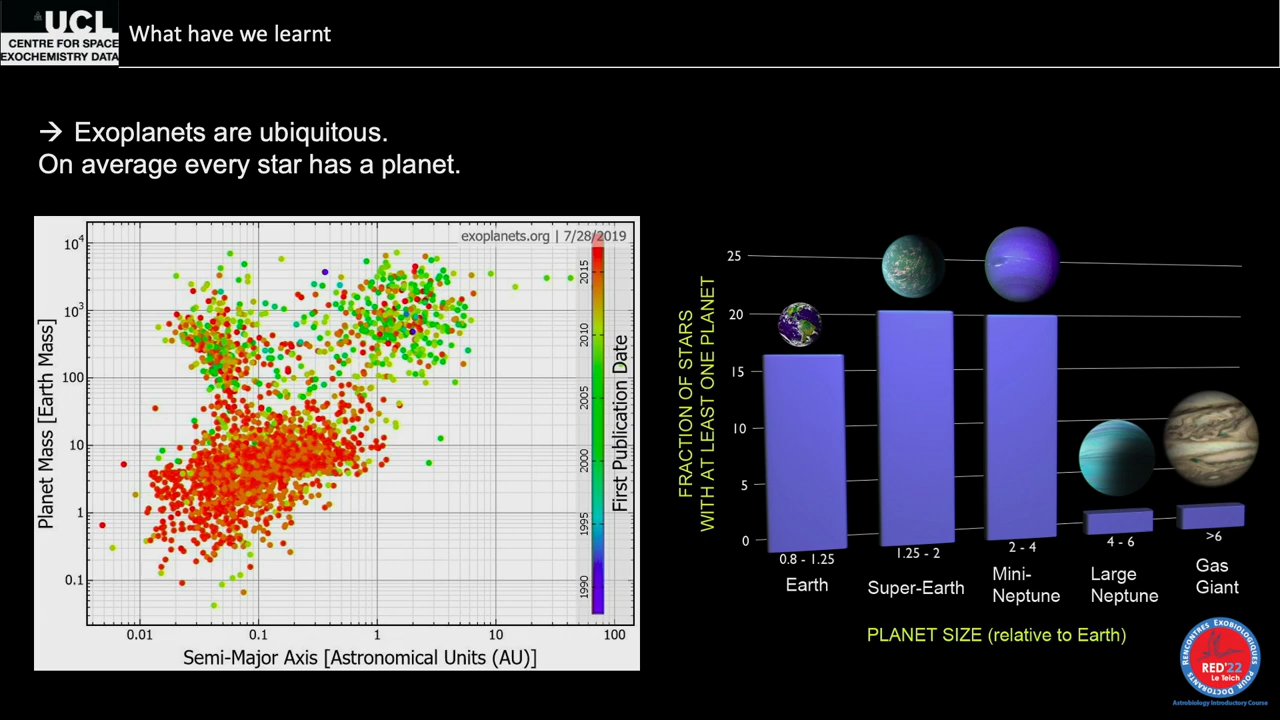 UCL
CENTRE FOR SPACE
EXOCHEMISTRY DATA
What have we learnt
→ Exoplanets are ubiquitous.
On average every star has a planet.
exoplanets.org | 7/28/2019
10⁴
10³
100
10
1
0.1
Planet Mass [Earth Mass]
0.01
0.1
1
10
100
Semi-Major Axis [Astronomical Units (AU)]
2015
2010
2005
2000
1995
1990
First Publication Date
FRACTION OF STARS
WITH AT LEAST ONE PLANET
25
20
15
10
5
0
0.8 - 1.25
1.25 - 2
2 - 4
4 - 6
>6
Earth
Super-Earth
Mini-
Neptune
Large
Neptune
Gas
Giant
PLANET SIZE (relative to Earth)
RENCONTRES EXOBIOLOGIQUES
POUR DOCTORANTS
RED'22
Le Teich
Astrobiology Introductory Course